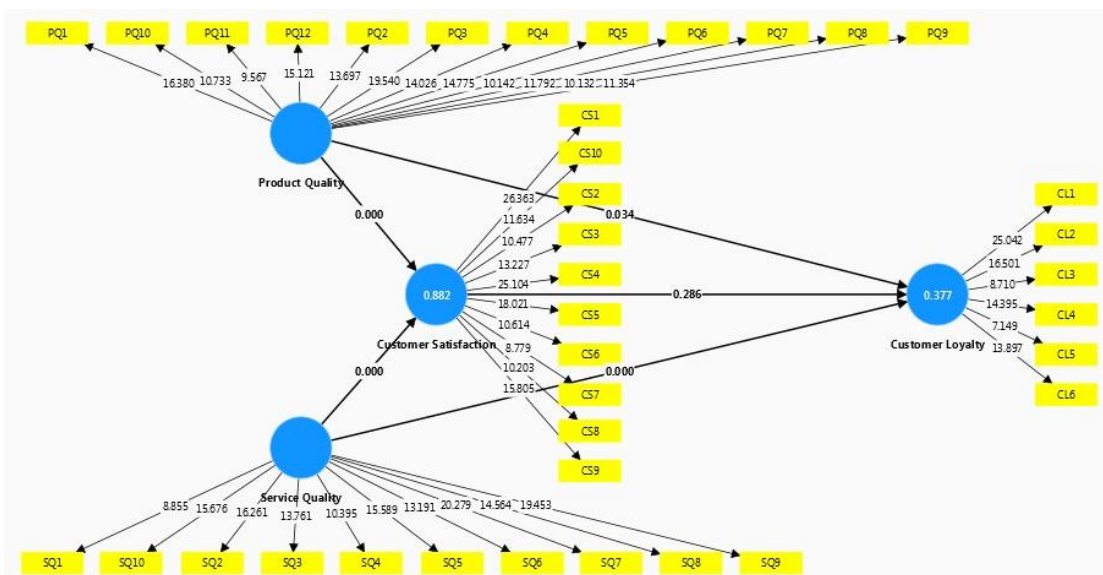 PQ1 PQ10 PQ11 PQ12 PQ2 PQ3 PQ4 PQ5 PQ6 PQ7 PQ8 PQ9
16.380 10.733 9.567 15.121 13.697 19.540 14.026 14.775 10.142 11.792 10.132 11.354
Product Quality
CS1
CS10
CS2
CS3
CS4
CS5
CS6
CS7
CS8
CS9
26.363
11.634
10.477
13.227
25.104
18.021
10.614
8.779
10.203
15.805
0.000
0.034
0.882
0.286
Customer Satisfaction
0.000
0.000
CL1
CL2
CL3
CL4
CL5
CL6
25.042
16.501
8.710
14.395
7.149
13.897
0.377
Customer Loyalty
Service Quality
8.855 15.676 16.261 13.761 10.395 15.589 13.191 20.279 14.564 19.453
SQ1 SQ10 SQ2 SQ3 SQ4 SQ5 SQ6 SQ7 SQ8 SQ9